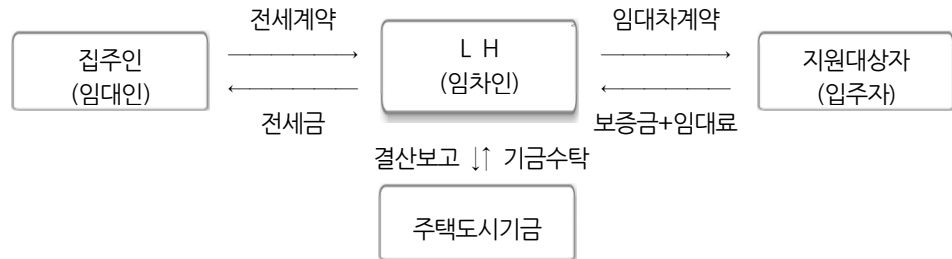 전세계약
임대차계약
집주인
(임대인)
L H
(임차인)
지원대상자
(입주자)
전세금
보증금+임대료
결산보고 ↓↑ 기금수탁
주택도시기금